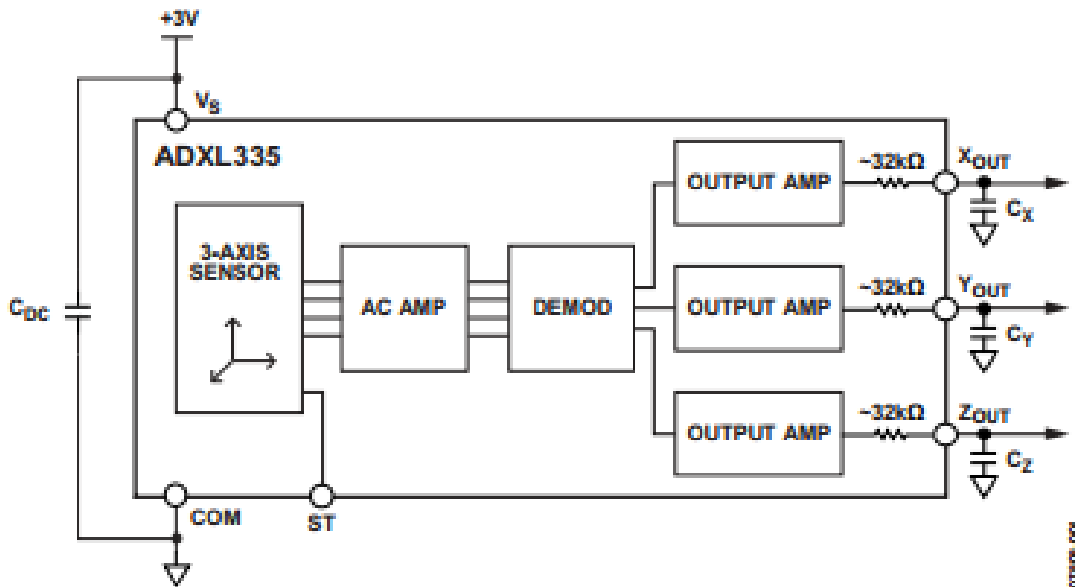 +3V
VS
ADXL335
3-AXIS
SENSOR
AC AMP
DEMOD
OUTPUT AMP
~32kΩ
XOUT
CX
OUTPUT AMP
~32kΩ
YOUT
CY
OUTPUT AMP
~32kΩ
ZOUT
CZ
CDC
COM
ST